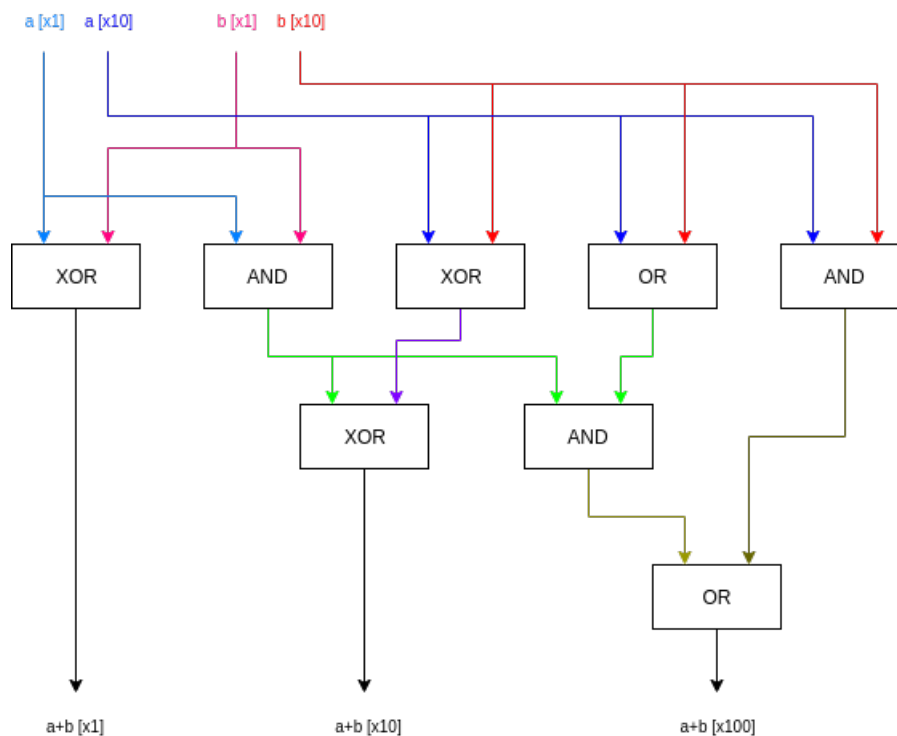 a [x1] a [x10] b [x1] b [x10]
XOR AND XOR OR AND
XOR AND
OR
a+b [x1] a+b [x10] a+b [x100]